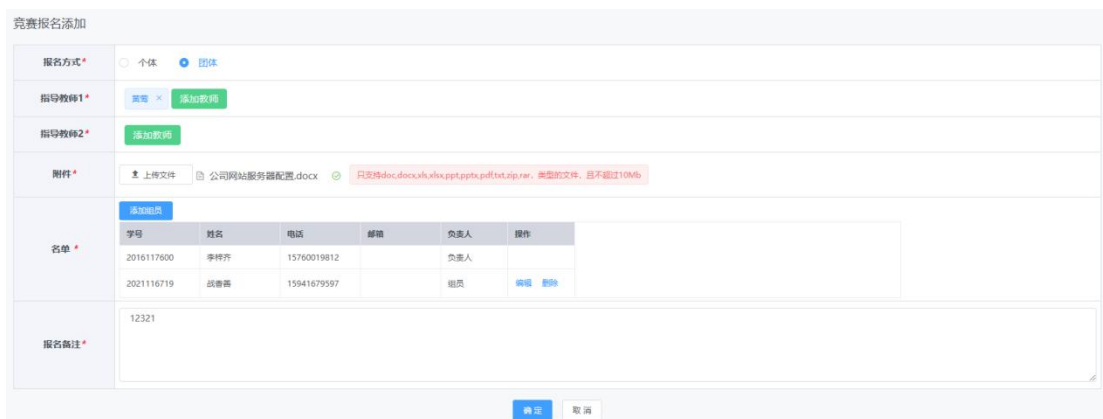 竞赛报名添加
报名方式* 个体 团体
指导教师1* × 添加教师
指导教师2* 添加教师
附件* 上传文件 公司网站服务器配置.docx 只支持doc,docx,xls,xlsx,ppt,pptx,pdf,txt,zip,rar，类型的文件，且不超过10Mb
添加组员
名单 *
学号 姓名 电话 邮箱 负责人 操作
2016117600 李梓齐 15760019812 负责人
2021116719 战香善 15941679597 组员 编辑 删除
报名备注* 12321
确定 取消